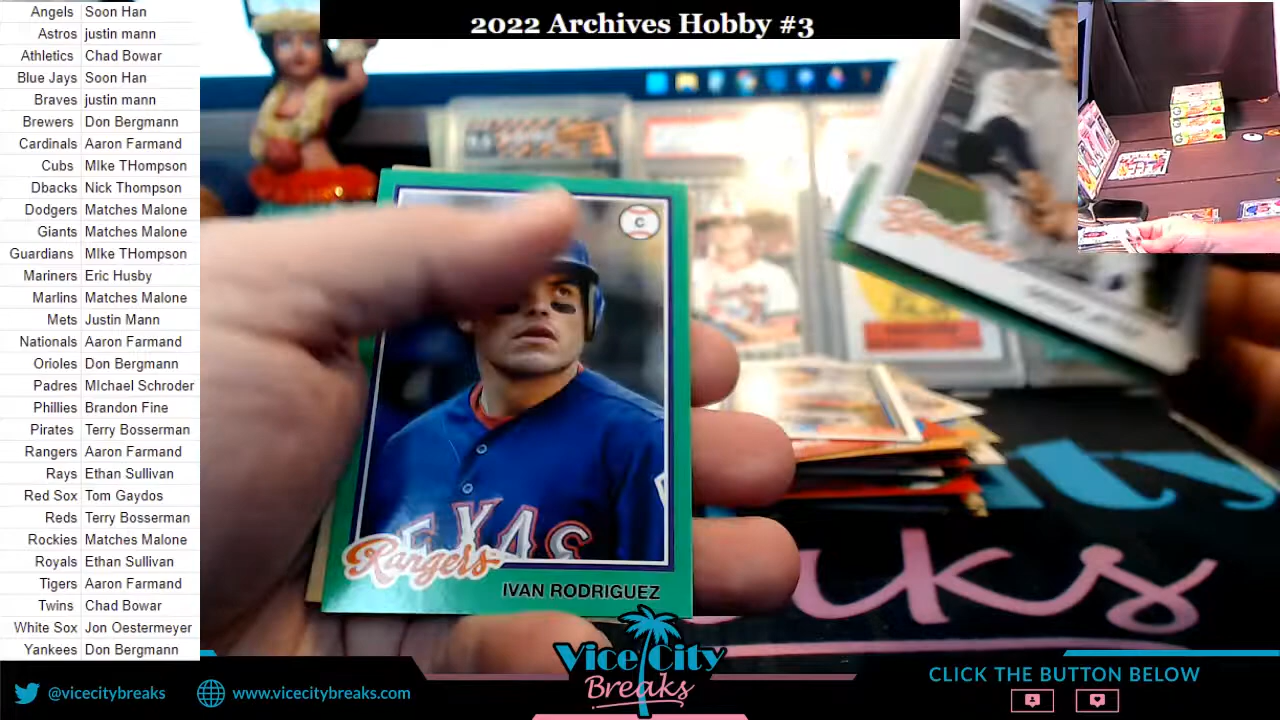 2022 Archives Hobby #3
Angels Soon Han
Astros justin mann
Athletics Chad Bowar
Blue Jays Soon Han
Braves justin mann
Brewers Don Bergmann
Cardinals Aaron Farmand
Cubs MIke THompson
Dbacks Nick Thompson
Dodgers Matches Malone
Giants Matches Malone
Guardians MIke THompson
Mariners Eric Husby
Marlins Matches Malone
Mets Justin Mann
Nationals Aaron Farmand
Orioles Don Bergmann
Padres MIchael Schroder
Phillies Brandon Fine
Pirates Terry Bosserman
Rangers Aaron Farmand
Rays Ethan Sullivan
Red Sox Tom Gaydos
Reds Terry Bosserman
Rockies Matches Malone
Royals Ethan Sullivan
Tigers Aaron Farmand
Twins Chad Bowar
White Sox Jon Oestermeyer
Yankees Don Bergmann
C
TEXAS
Rangers
IVAN RODRIGUEZ
Vice City
Breaks
@vicecitybreaks
www.vicecitybreaks.com
CLICK THE BUTTON BELOW